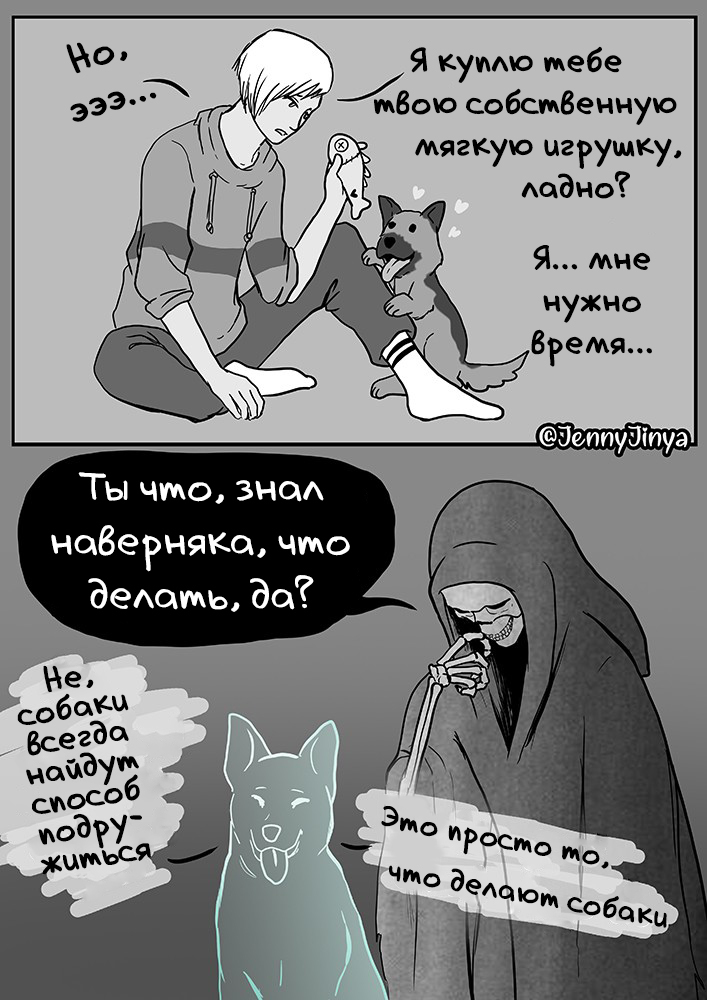 Но,
эээ...
Я куплю тебе
твою собственную
мягкую игрушку,
ладно?
Я... мне
нужно
время...
@JennyJinya
Ты что, знал
наверняка, что
делать, да?
Не,
собаки
всегда
найдут
способ
подру-
житься
Это просто то,
что делают собаки